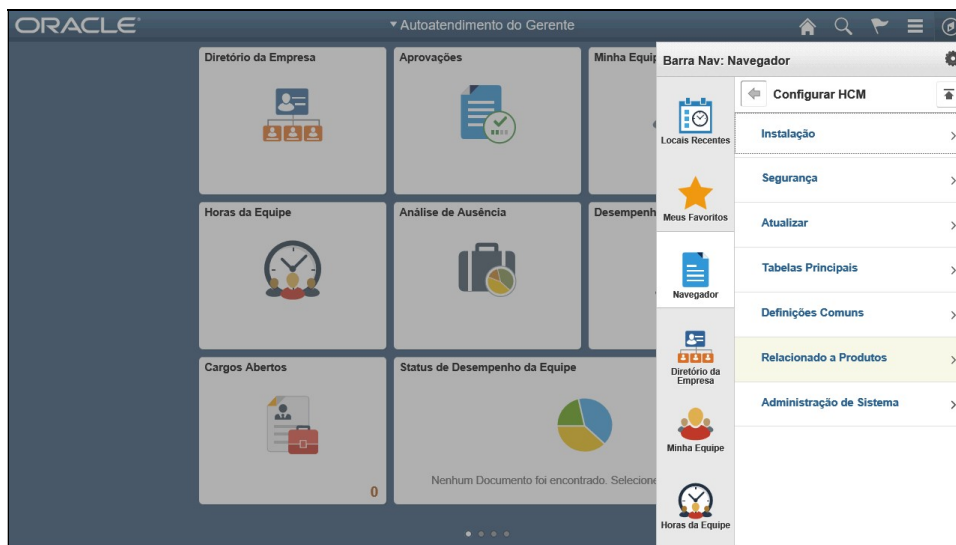 ORACLE
Autoatendimento do Gerente
Diretório da Empresa
Aprovações
Minha Equip
Horas da Equipe
Análise de Ausência
Desempenh
Cargos Abertos
0
Status de Desempenho da Equipe
Nenhum Documento foi encontrado. Selecione
Barra Nav: Navegador
Locais Recentes
Meus Favoritos
Navegador
Diretório da
Empresa
Minha Equipe
Horas da Equipe
Configurar HCM
Instalação
Segurança
Atualizar
Tabelas Principais
Definições Comuns
Relacionado a Produtos
Administração de Sistema